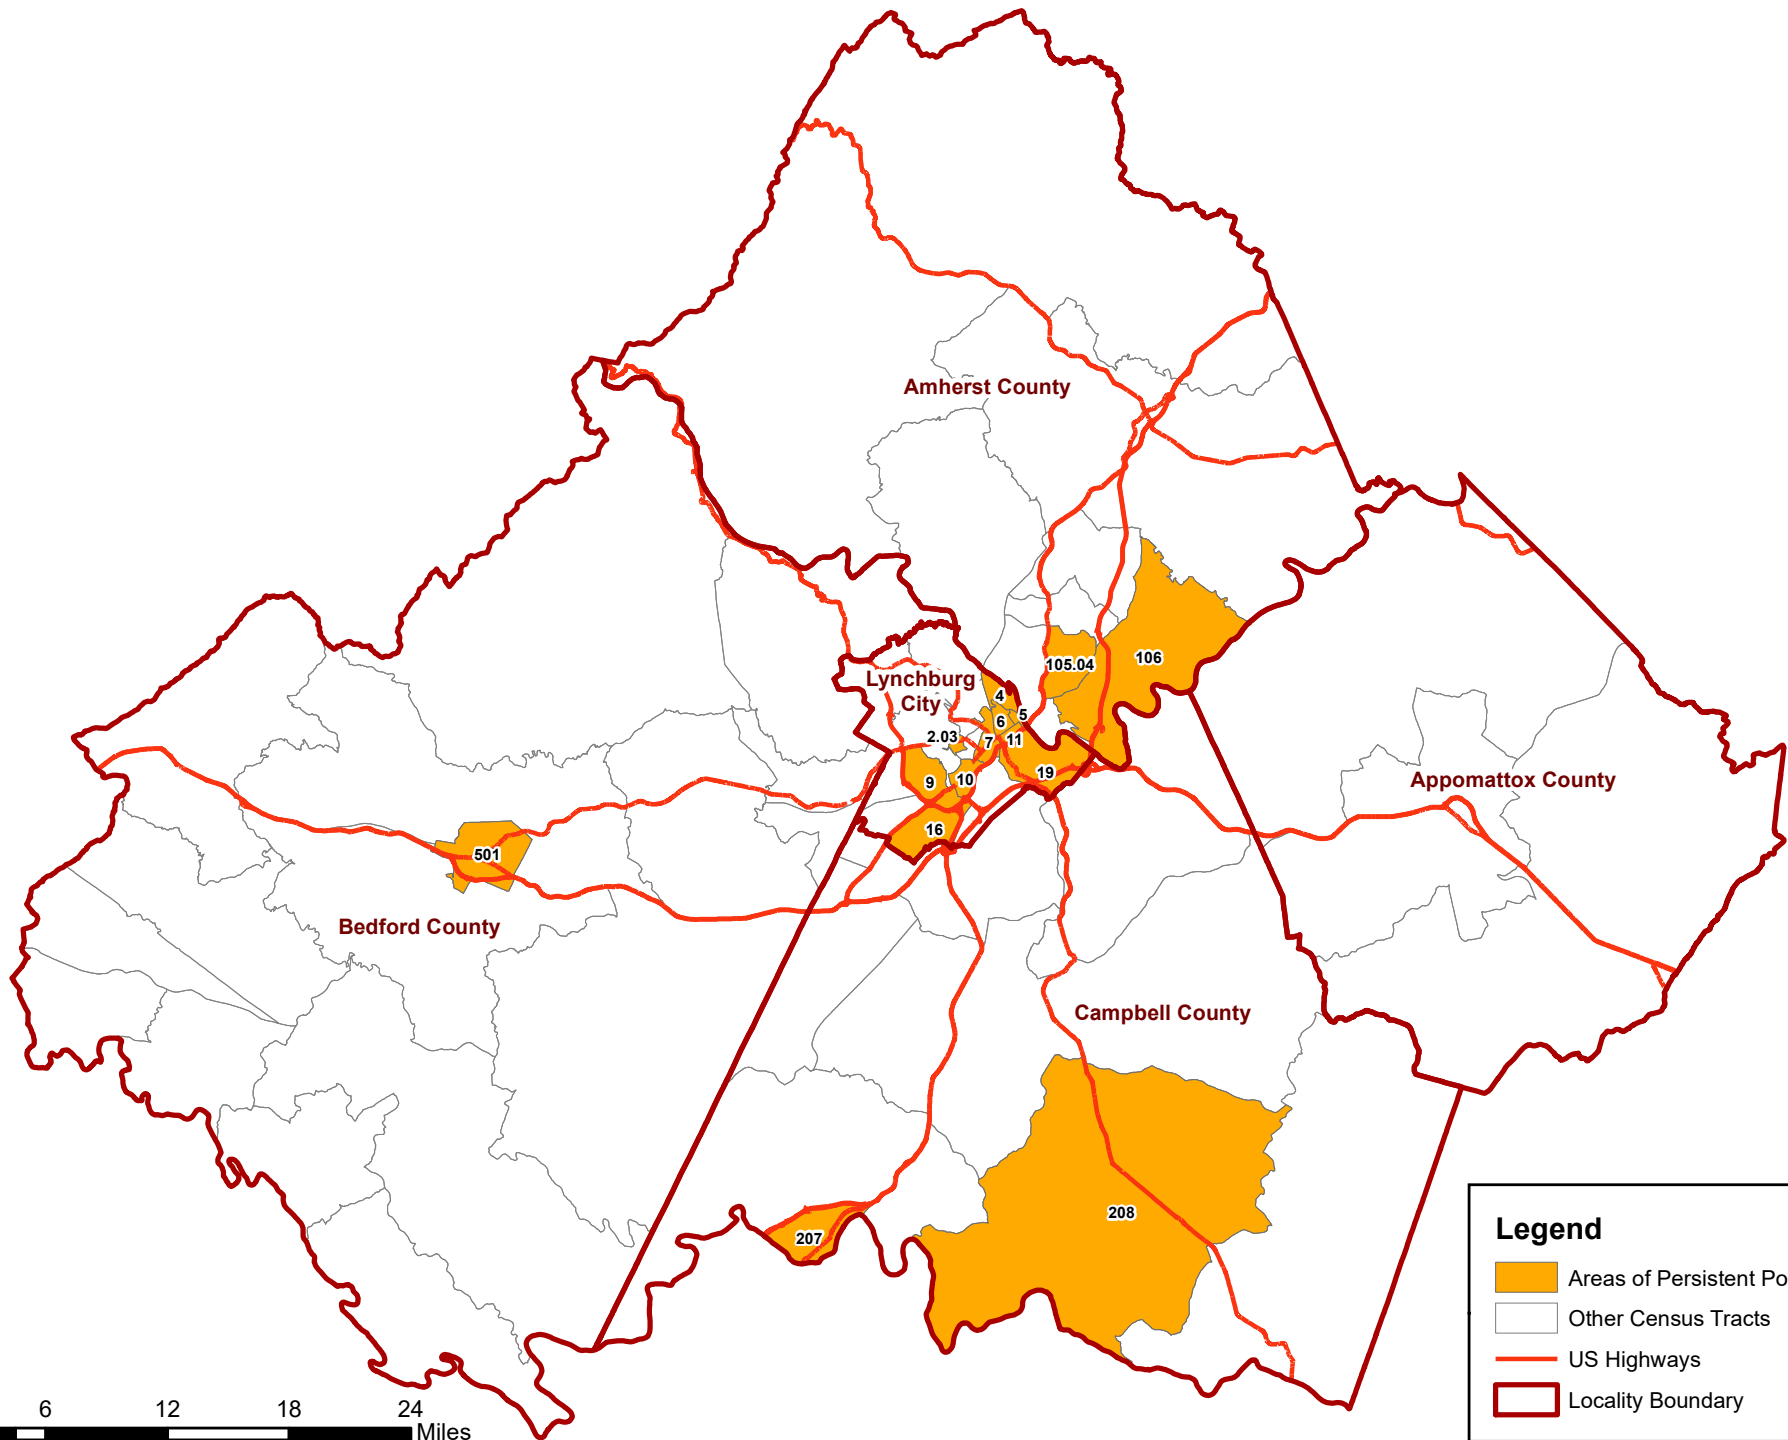 Amherst County
105.04
106
Lynchburg
City
4
5
6
2.03
7
11
19
9
10
16
Appomattox County
501
Bedford County
Campbell County
208
207
Legend
Areas of Persistent Po
Other Census Tracts
US Highways
Locality Boundary
6 12 18 24
Miles